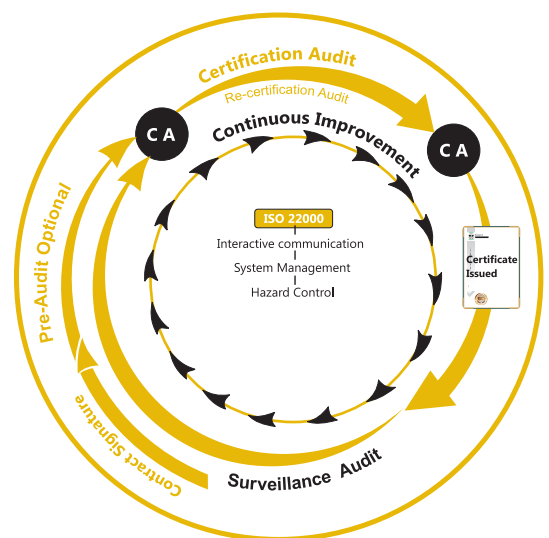 Certification Audit
Re-certification Audit
Continuous Improvement
C A
C A
Pre-Audit Optional
ISO 22000
Interactive communication
System Management
Hazard Control
Certificate
Issued
Contract Signature
Surveillance Audit